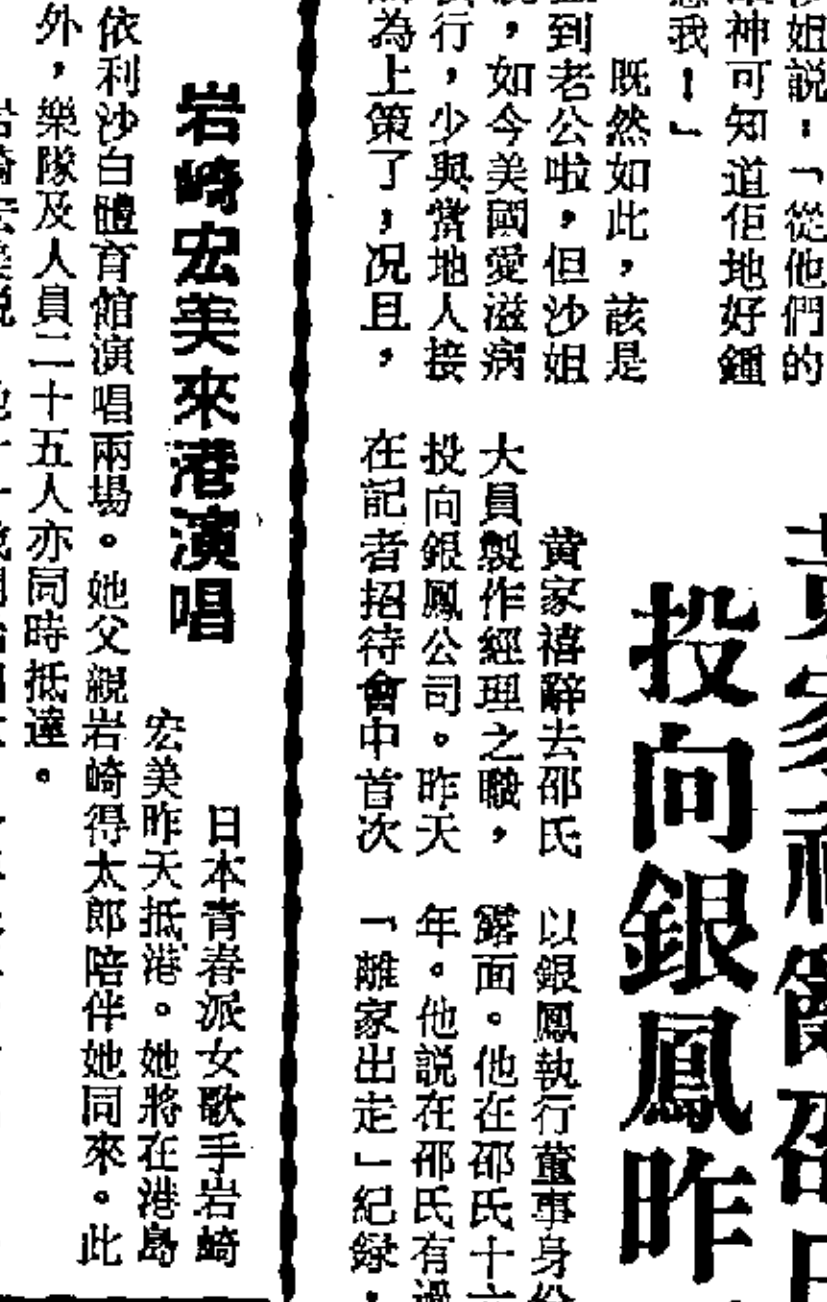 姐説：「從他們的
神可知道佢地好鍾
我！」
既然如此，該是
到老公啦，但沙姐
，如今美國愛滋病
行，少與當地人接
為上策了，况且，
投向銀鳳昨
黄家禧辭去邵氏
大員製作經理之職，
投向銀鳳公司。昨天
在記者招待會中首次
以銀鳳執行董事身份
露面。他在邵氏十六
年。他説在邵氏有過
「離家出走」紀錄，
岩崎宏美來港演唱
日本青春派女歌手岩崎
宏美昨天抵港。她將在港島
依利沙白體育館演唱兩場。她父親岩崎得太郎陪伴她同來。此
外，樂隊及人員二十五人亦同時抵達。